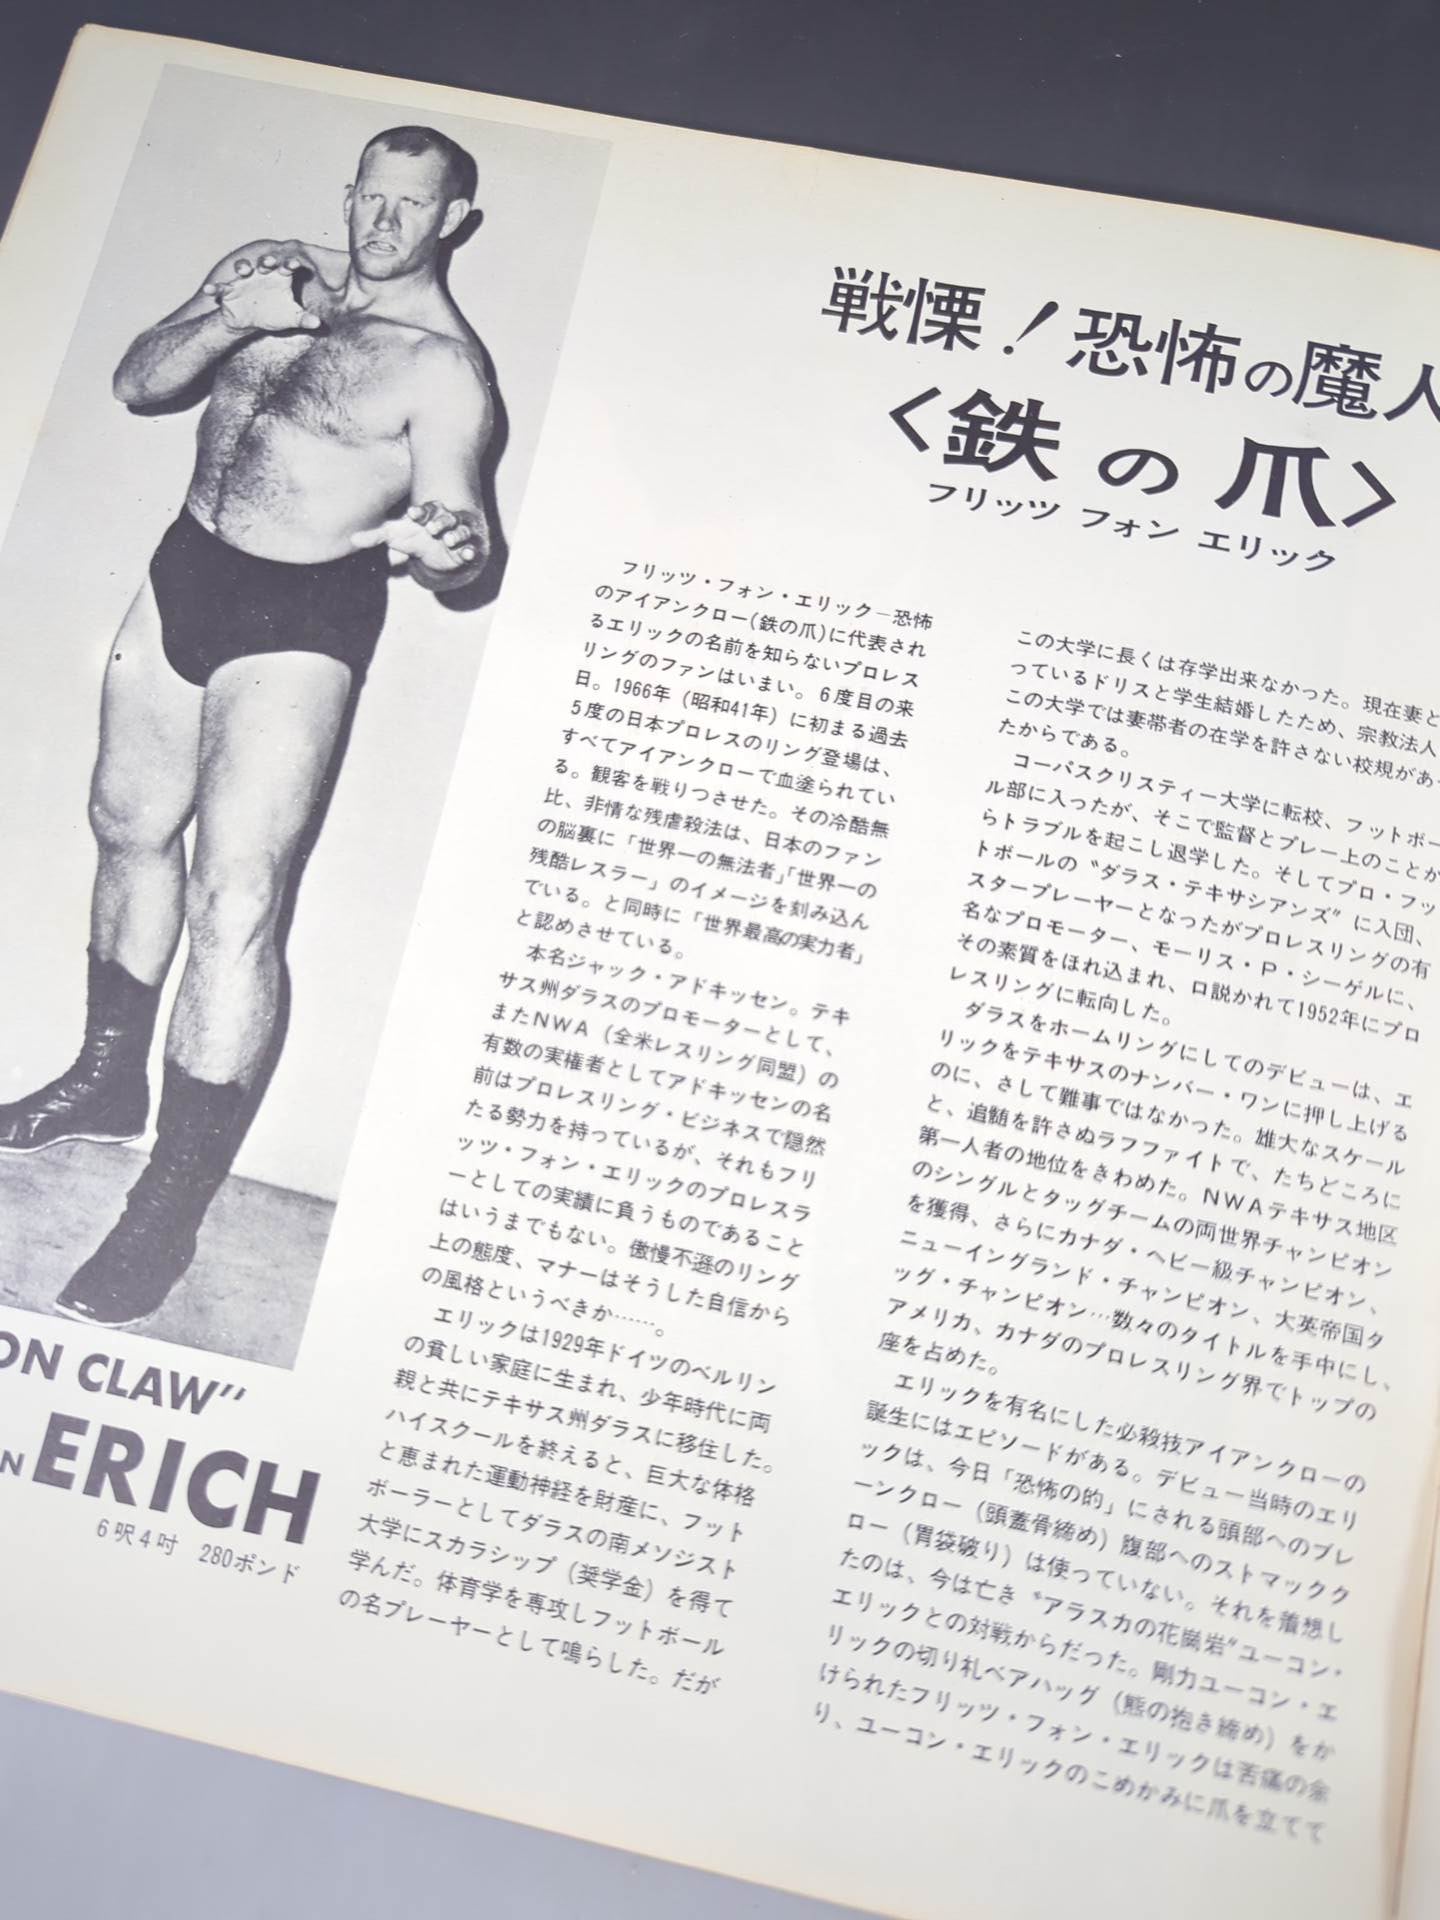 戦慄！恐怖の魔人
＜鉄の爪＞
フリッツ フォン エリック
フリッツ・フォン・エリック―恐怖
のアイアンクロー(鉄の爪)に代表され
るエリックの名前を知らないプロレス
リングのファンはいまい。6度目の来
日。1966年（昭和41年）に初まる過去
5度の日本プロレスのリング登場は、
すべてアイアンクローで血塗られてい
る。観客を戦りつさせた。その冷酷無
比、非情な残虐殺法は、日本のファン
の脳裏に「世界一の無法者」「世界一の
残酷レスラー」のイメージを刻み込ん
でいる。と同時に「世界最高の実力者」
と認めさせている。
本名ジャック・アドキッセン。テキ
サス州ダラスのプロモーターとして、
またNWA（全米レスリング同盟）の
有数の実権者としてアドキッセンの名
前はプロレスリング・ビジネスで隠然
たる勢力を持っているが、それもフリ
ッツ・フォン・エリックのプロレスラ
ーとしての実績に負うものであること
はいうまでもない。傲慢不遜のリング
上の態度、マナーはそうした自信から
の風格というべきか……。
エリックは1929年ドイツのベルリン
の貧しい家庭に生まれ、少年時代に両
親と共にテキサス州ダラスに移住した。
ハイスクールを終えると、巨大な体格
と恵まれた運動神経を財産に、フット
ボーラーとしてダラスの南メソジスト
大学にスカラシップ（奨学金）を得て
学んだ。体育学を専攻しフットボール
の名プレーヤーとして鳴らした。だが
この大学に長くは存学出来なかった。現在妻と
っているドリスと学生結婚したため、宗教法人
この大学では妻帯者の在学を許さない校規があっ
たからである。
コーパスクリスティー大学に転校、フットボー
ル部に入ったが、そこで監督とプレー上のことか
らトラブルを起こし退学した。そしてプロ・フッ
トボールの〝ダラス・テキサシアンズ〟に入団、
スタープレーヤーとなったがプロレスリングの有
名なプロモーター、モーリス・P・シーゲルに、
その素質をほれ込まれ、口説かれて1952年にプロ
レスリングに転向した。
ダラスをホームリングにしてのデビューは、エ
リックをテキサスのナンバー・ワンに押し上げる
のに、さして難事ではなかった。雄大なスケール
と、追髄を許さぬラフファイトで、たちどころに
第一人者の地位をきわめた。NWAテキサス地区
のシングルとタッグチームの両世界チャンピオン
を獲得、さらにカナダ・ヘビー級チャンピオン、
ニューイングランド・チャンピオン、大英帝国タ
ッグ・チャンピオン…数々のタイトルを手中にし、
アメリカ、カナダのプロレスリング界でトップの
座を占めた。
エリックを有名にした必殺技アイアンクローの
誕生にはエピソードがある。デビュー当時のエリ
ックは、今日「恐怖の的」にされる頭部へのブレ
ーンクロー（頭蓋骨締め）腹部へのストマックク
ロー（胃袋破り）は使っていない。それを着想し
たのは、今は亡き〝アラスカの花崗岩〟ユーコン・
エリックとの対戦からだった。剛力ユーコン・エ
リックの切り札ベアハッグ（熊の抱き締め）をか
けられたフリッツ・フォン・エリックは苦痛の余
り、ユーコン・エリックのこめかみに爪を立てて
ON CLAW"
N ERICH
6呎4吋 280ポンド